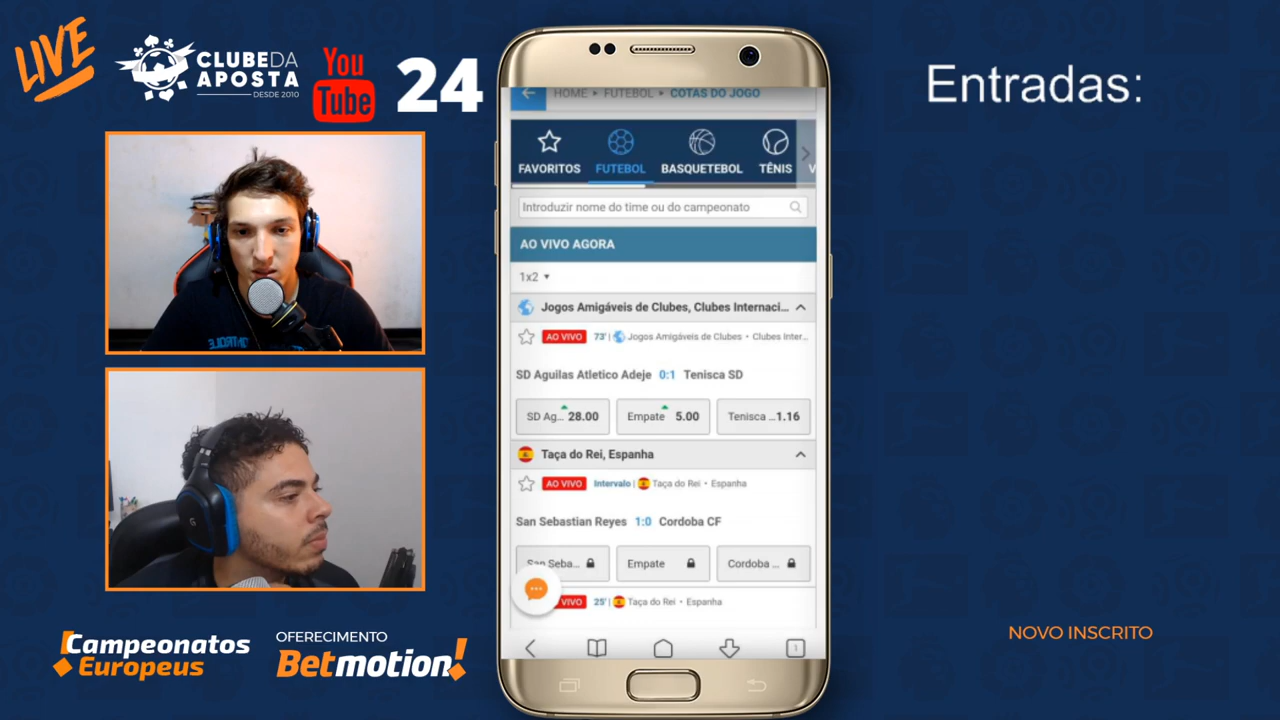 LIVE
CLUBEDA
APOSTA
DESDE 2010
You
Tube
24
Entradas:
HOME ▸ FUTEBOL ▸ COTAS DO JOGO
FAVORITOS FUTEBOL BASQUETEBOL TÊNIS V
Introduzir nome do time ou do campeonato
AO VIVO AGORA
1x2
Jogos Amigáveis de Clubes, Clubes Internaci...
AO VIVO 73' | Jogos Amigáveis de Clubes • Clubes Inter...
SD Aguilas Atletico Adeje 0:1 Tenisca SD
SD Ag... 28.00 Empate 5.00 Tenisca ... 1.16
Taça do Rei, Espanha
AO VIVO Intervalo | Taça do Rei • Espanha
San Sebastian Reyes 1:0 Cordoba CF
San Seba... Empate Cordoba ...
VIVO 25' | Taça do Rei • Espanha
1
G
Campeonatos
Europeus
OFERECIMENTO
Betmotion!
NOVO INSCRITO